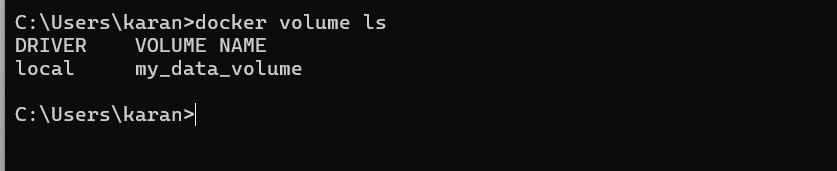 C:\Users\karan>docker volume ls
DRIVER    VOLUME NAME
local     my_data_volume
C:\Users\karan>